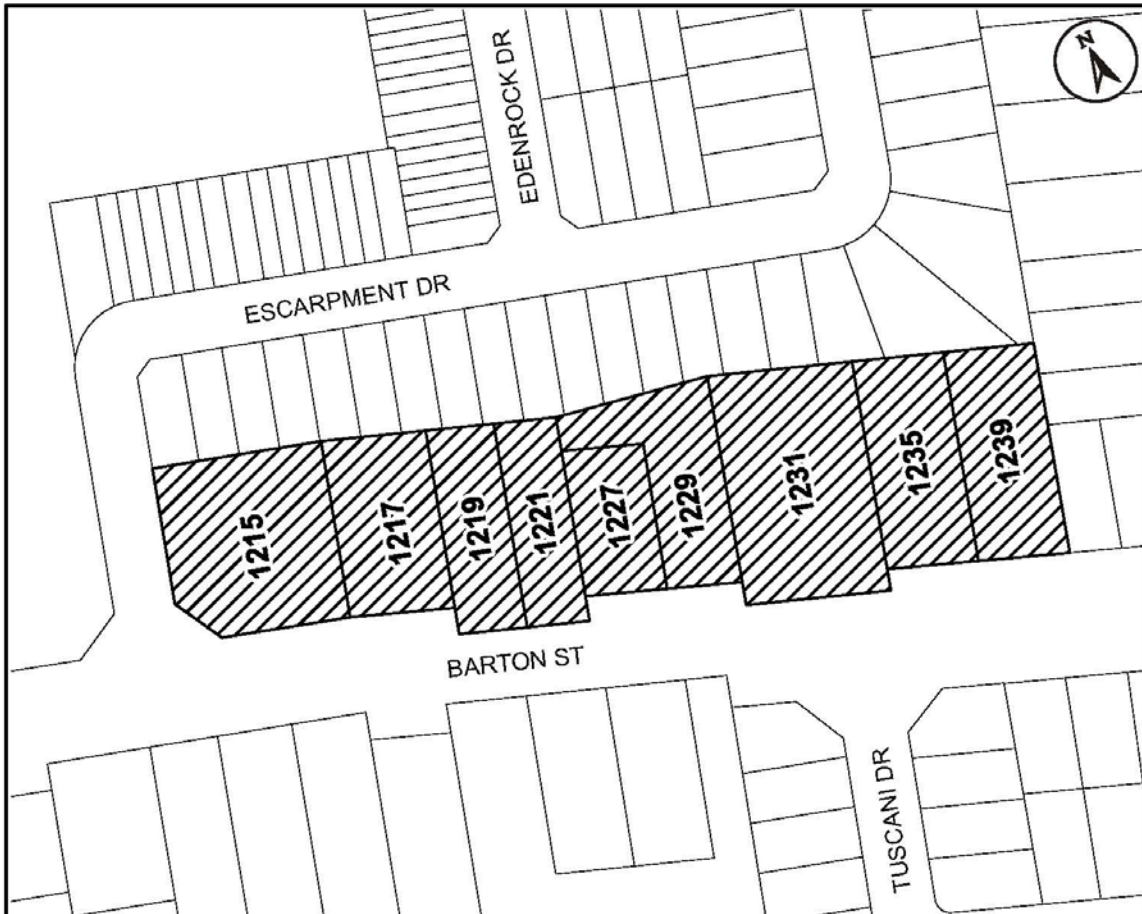 N
EDENROCK DR
ESCARPMENT DR
1215
1217
1219
1221
1227
1229
1231
1235
1239
BARTON ST
TUSCANI DR